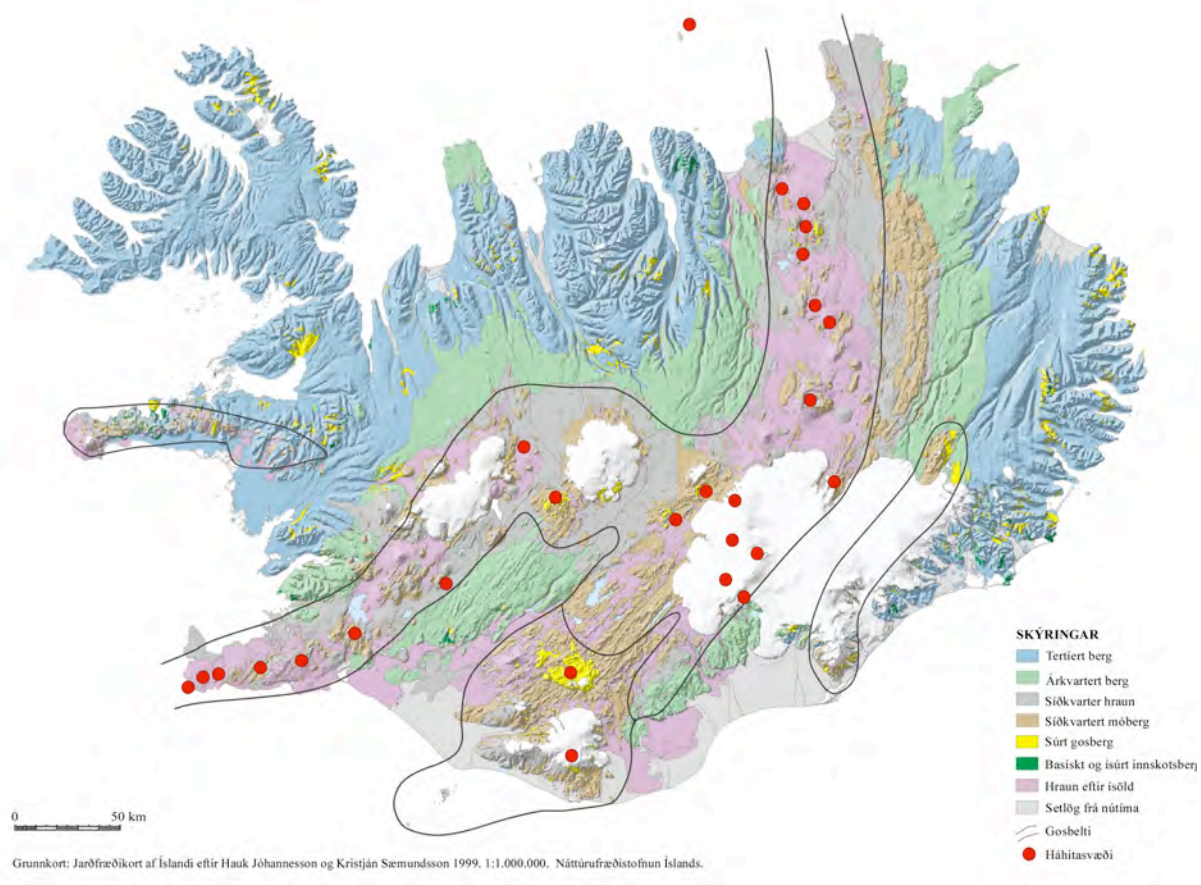 SKÝRINGAR
Tertíert berg
Árkvartert berg
Síðkvarter hraun
Síðkvartert móberg
Súrt gosberg
Basiskt og ísúrt innskotsberg
Hraun eftir ísöld
Setlög frá nútíma
Gosbelti
Háhitasvæði
0 50 km
Grunnkort: Jarðfræðikort af Íslandi eftir Hauk Jóhannesson og Kristján Sæmundsson 1999. 1:1.000.000. Náttúrufræðistofnun Íslands.